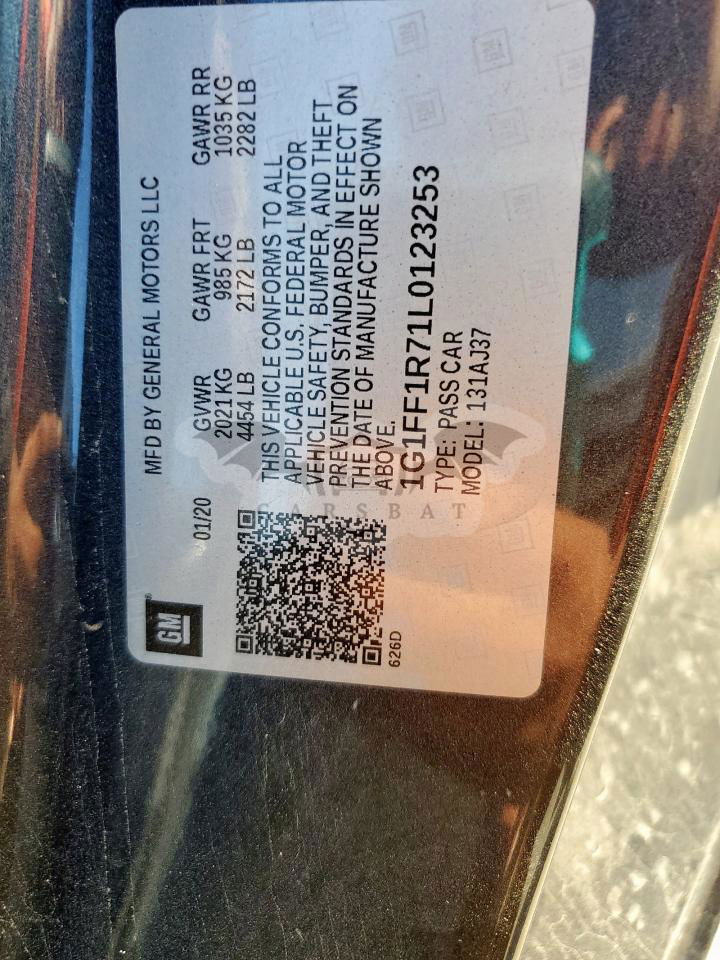 GM
MFD BY GENERAL MOTORS LLC
01/20 GVWR GAWR FRT GAWR RR
2021 KG 985 KG 1035 KG
4454 LB 2172 LB 2282 LB
THIS VEHICLE CONFORMS TO ALL
APPLICABLE U.S. FEDERAL MOTOR
VEHICLE SAFETY, BUMPER, AND THEFT
PREVENTION STANDARDS IN EFFECT ON
THE DATE OF MANUFACTURE SHOWN
ABOVE.
1G1FF1R71L0123253
TYPE: PASS CAR
MODEL: 131AJ37
626D
CARSBAT